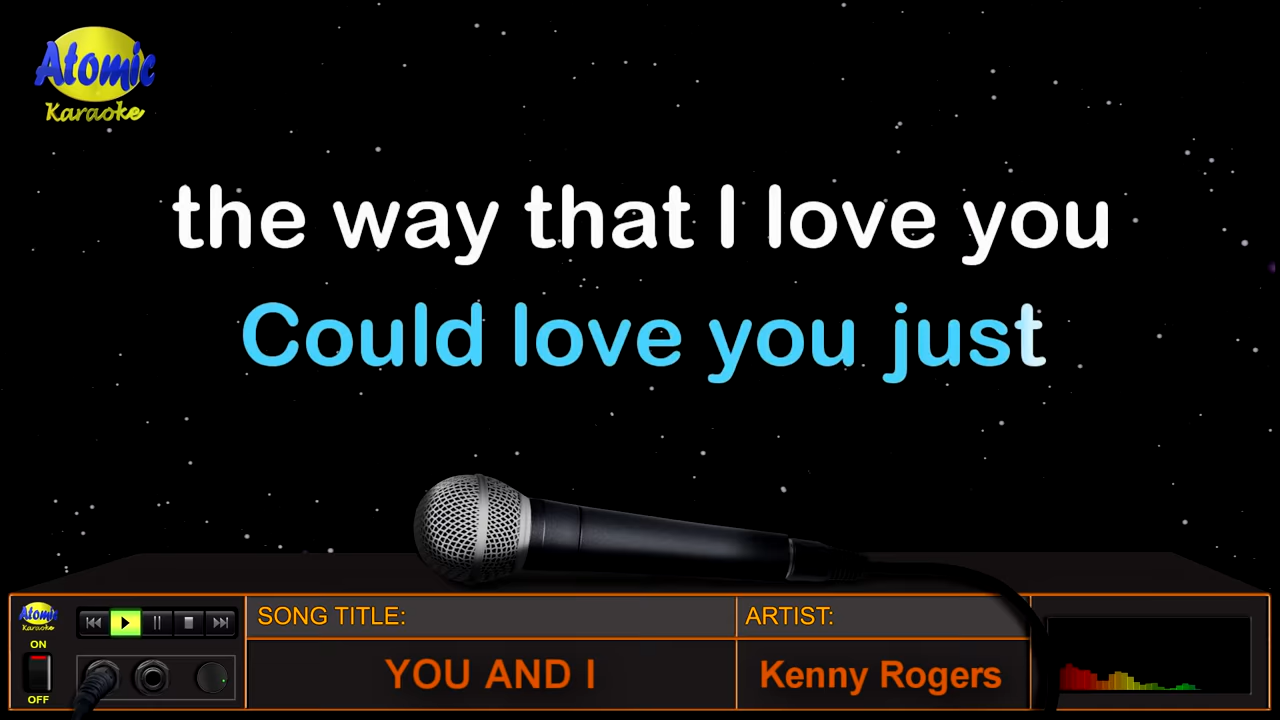 Atomic
Karaoke
the way that I love you
Could love you just
Atomic
Karaoke
ON
OFF
SONG TITLE:
ARTIST:
YOU AND I
Kenny Rogers